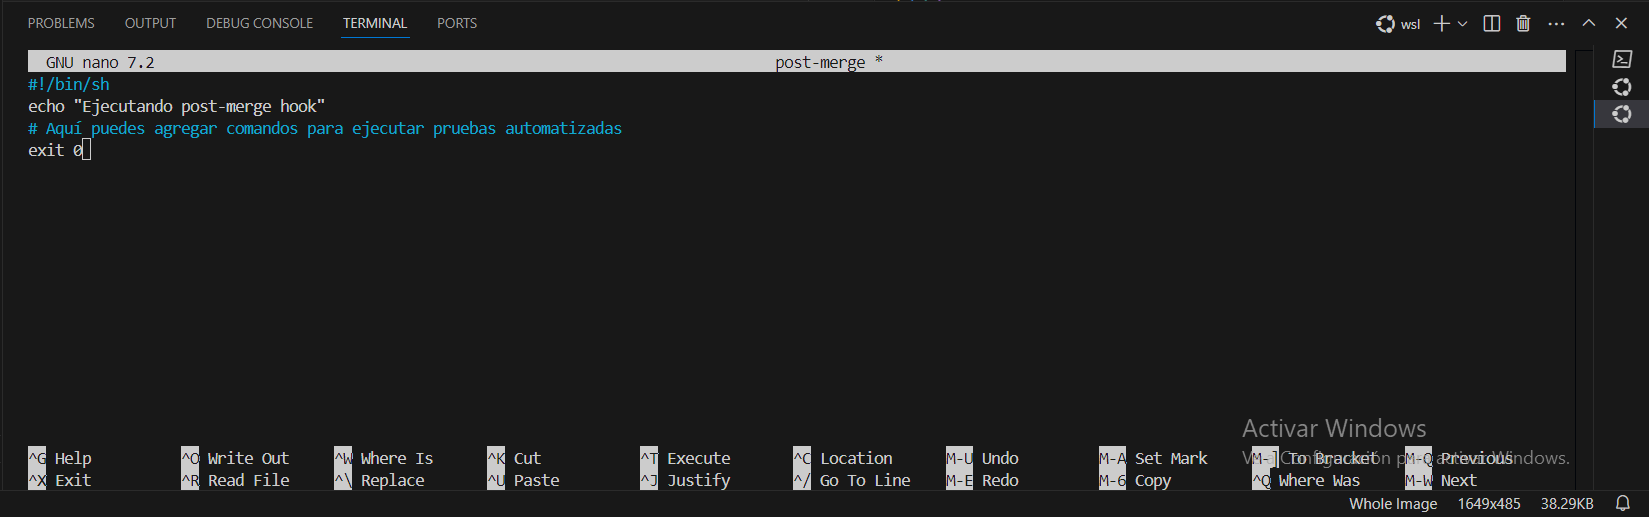 PROBLEMS OUTPUT DEBUG CONSOLE TERMINAL PORTS wsl
GNU nano 7.2 post-merge *
#!/bin/sh
echo "Ejecutando post-merge hook"
# Aquí puedes agregar comandos para ejecutar pruebas automatizadas
exit 0
Activar Windows
^G Help ^O Write Out ^W Where Is ^K Cut ^T Execute ^C Location M-U Undo M-A Set Mark M-] To Bracket M-Q Previous
Ve a Configuración para activar Windows.
^X Exit ^R Read File ^\ Replace ^U Paste ^J Justify ^/ Go To Line M-E Redo M-6 Copy ^Q Where Was M-W Next
Whole Image 1649x485 38.29KB